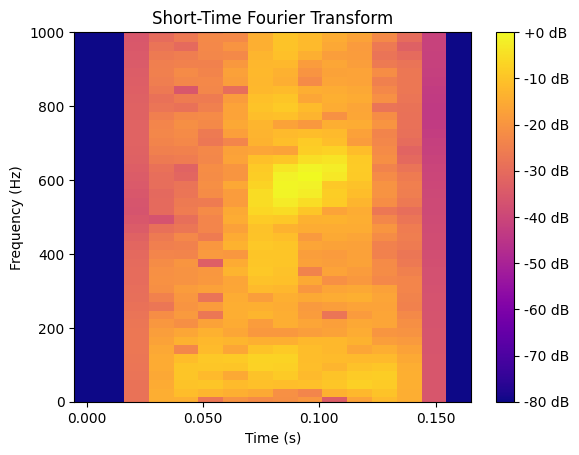 Short-Time Fourier Transform
1000
800
600
400
200
0
Frequency (Hz)
0.000
0.050
0.100
0.150
Time (s)
+0 dB
-10 dB
-20 dB
-30 dB
-40 dB
-50 dB
-60 dB
-70 dB
-80 dB